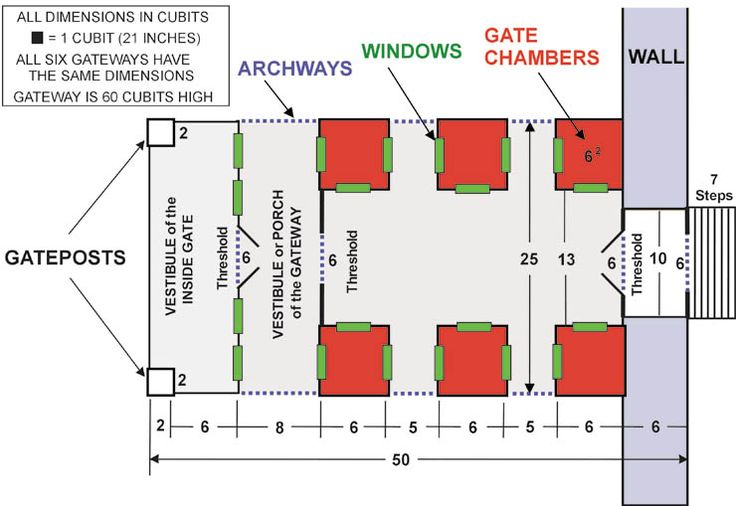 ALL DIMENSIONS IN CUBITS
= 1 CUBIT (21 INCHES)
ALL SIX GATEWAYS HAVE
THE SAME DIMENSIONS
GATEWAY IS 60 CUBITS HIGH
ARCHWAYS
WINDOWS
GATE
CHAMBERS
WALL
2
6²
7
Steps
GATEPOSTS
VESTIBULE of the
INSIDE GATE
Threshold
6
VESTIBULE or PORCH
of the GATEWAY
6
Threshold
25
13
6
Threshold
10
6
2
2
6
8
6
5
6
5
6
6
50